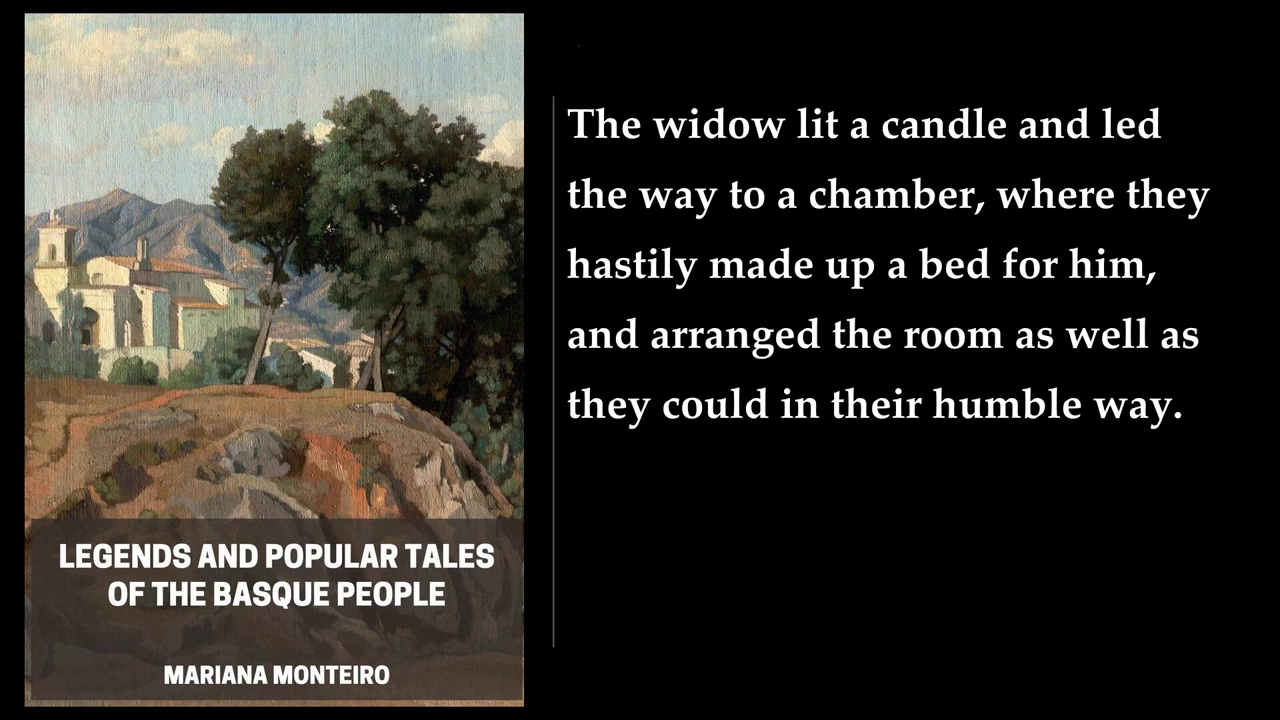 The widow lit a candle and led
the way to a chamber, where they
hastily made up a bed for him,
and arranged the room as well as
they could in their humble way.
LEGENDS AND POPULAR TALES
OF THE BASQUE PEOPLE
MARIANA MONTEIRO